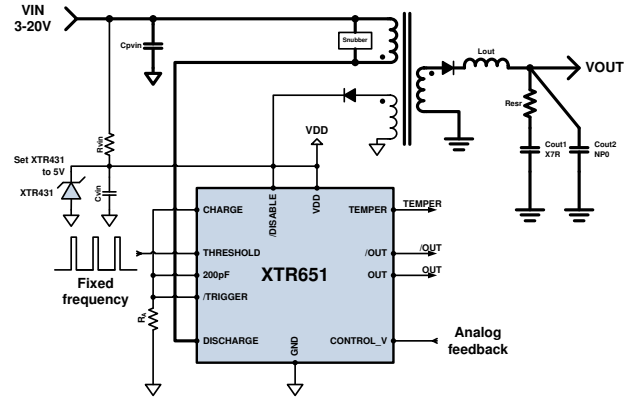 VIN
3-20V
Cpvin
Snubber
Lout
VOUT
Resr
Rvin
VDD
Cout1
X7R
Cout2
NP0
Set XTR431
to 5V
XTR431
Cvin
CHARGE
/DISABLE
VDD
TEMPER
TEMPER
THRESHOLD
/OUT
/OUT
200pF
XTR651
OUT
OUT
Fixed
frequency
/TRIGGER
RA
DISCHARGE
GND
CONTROL_V
Analog
feedback